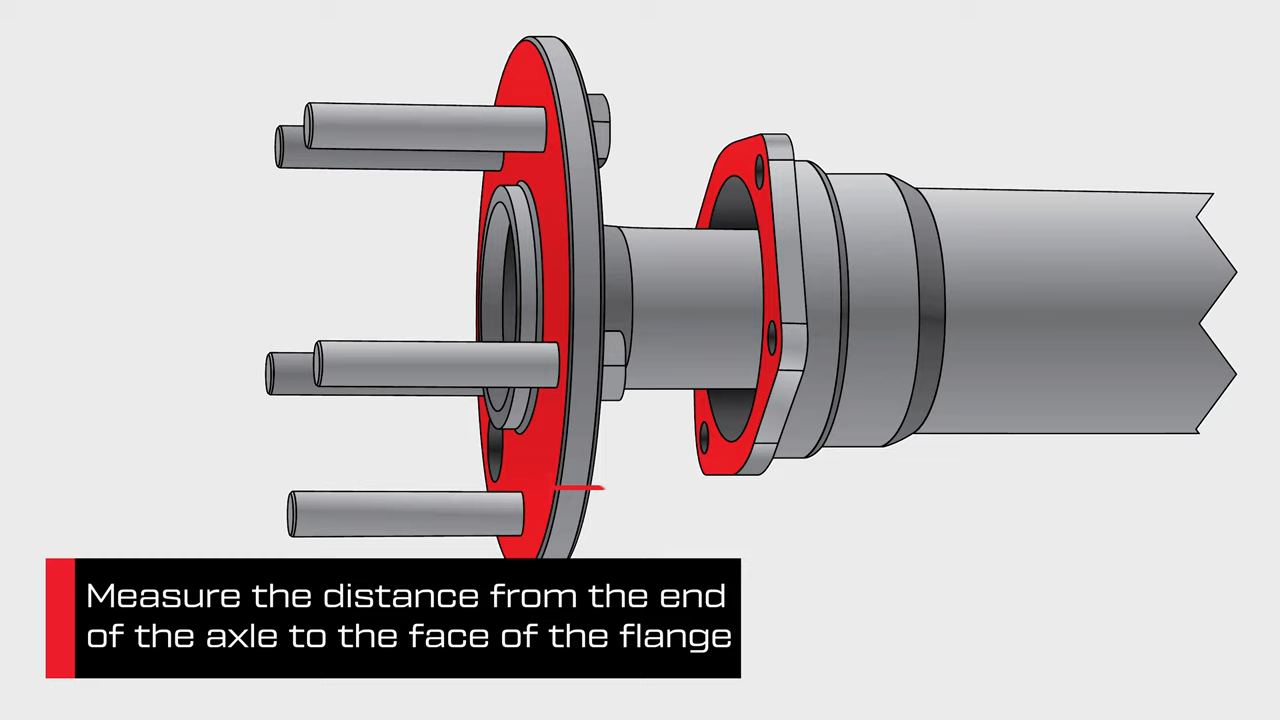 Measure the distance from the end
of the axle to the face of the flange